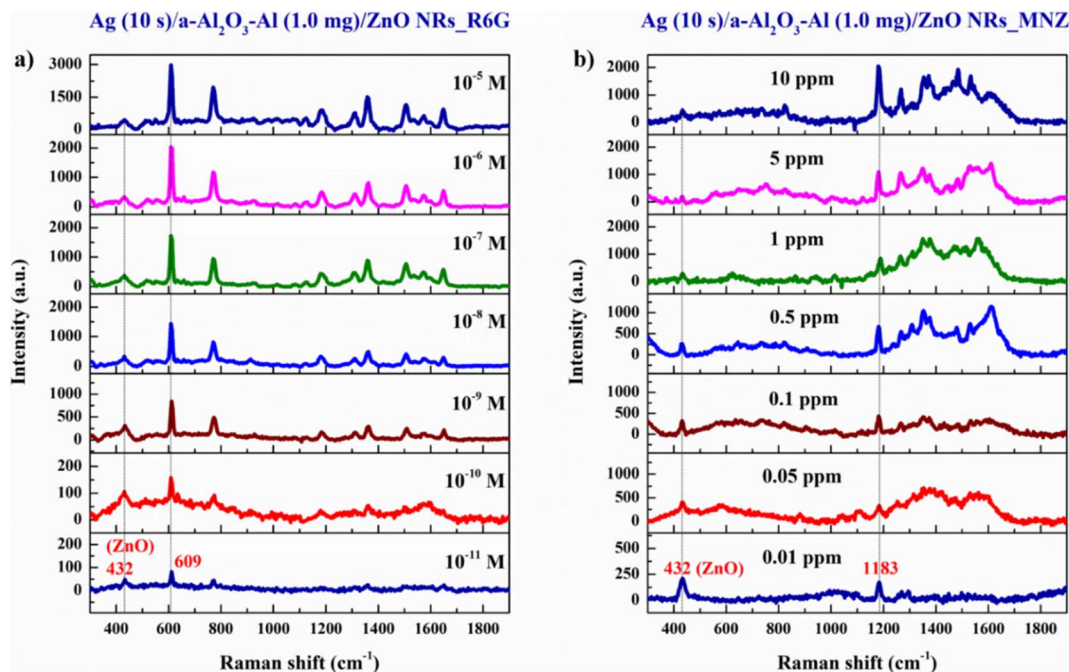 Ag (10 s)/a-Al₂O₃-Al (1.0 mg)/ZnO NRs_R6G
a)
Intensity (a.u.)
3000
1500
0
10⁻⁵ M
2000
1000
0
10⁻⁶ M
2000
1000
0
10⁻⁷ M
2000
1000
0
10⁻⁸ M
1000
500
0
10⁻⁹ M
200
100
0
10⁻¹⁰ M
200
100
0
10⁻¹¹ M
(ZnO)
432
609
400 600 800 1000 1200 1400 1600 1800
Raman shift (cm⁻¹)
Ag (10 s)/a-Al₂O₃-Al (1.0 mg)/ZnO NRs_MNZ
b)
Intensity (a.u.)
2000
1000
0
10 ppm
2000
1000
0
5 ppm
2000
1000
0
1 ppm
1000
500
0
0.5 ppm
1000
500
0
0.1 ppm
1000
500
0
0.05 ppm
500
250
0
0.01 ppm
432 (ZnO)
1183
400 600 800 1000 1200 1400 1600 1800
Raman shift (cm⁻¹)